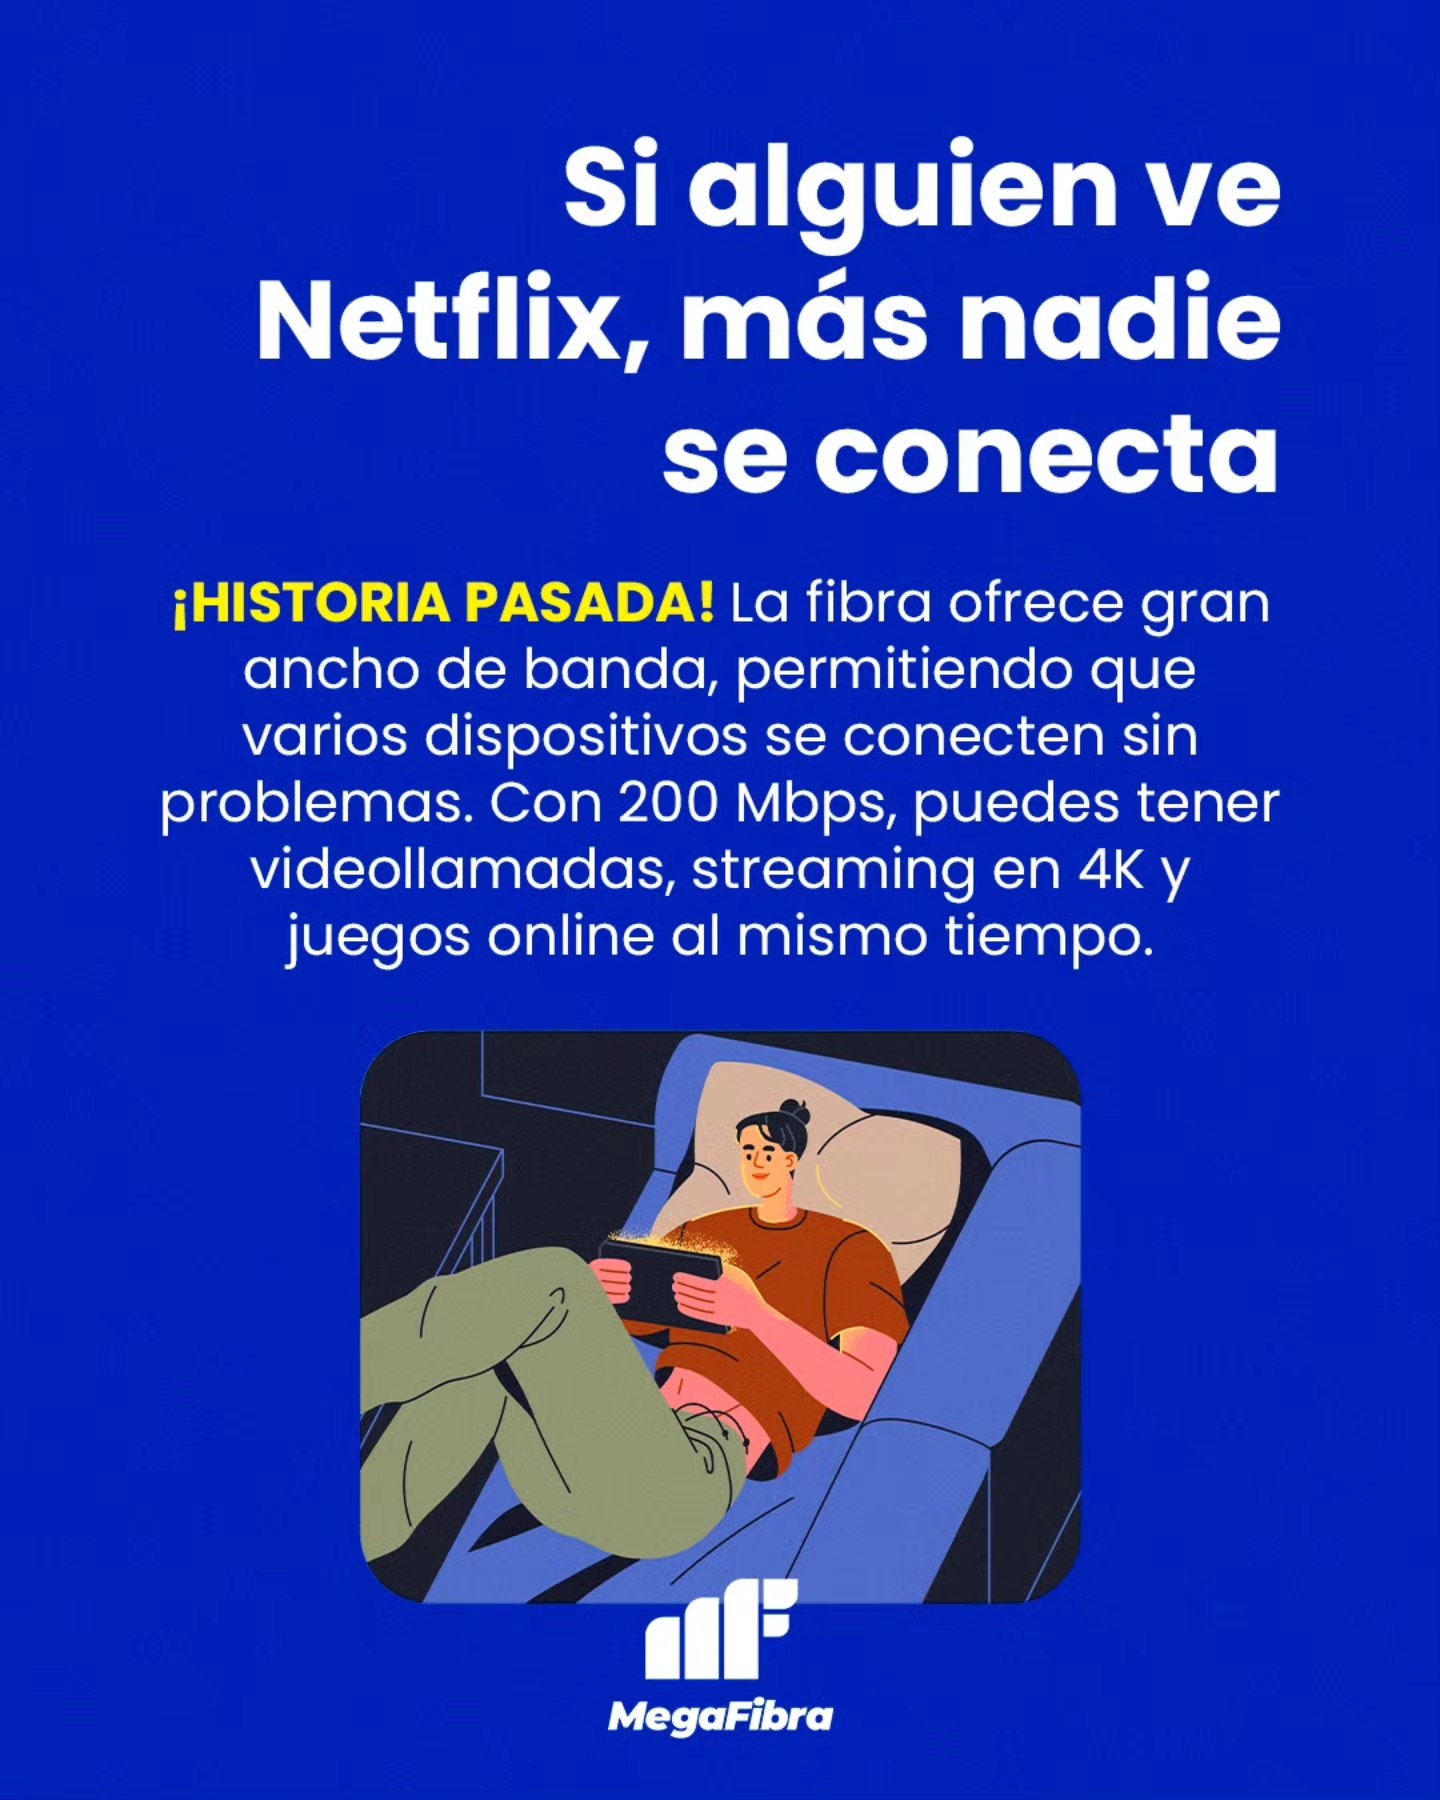 Si alguien ve
Netflix, más nadie
se conecta
¡HISTORIA PASADA! La fibra ofrece gran
ancho de banda, permitiendo que
varios dispositivos se conecten sin
problemas. Con 200 Mbps, puedes tener
videollamadas, streaming en 4K y
juegos online al mismo tiempo.
MegaFibra